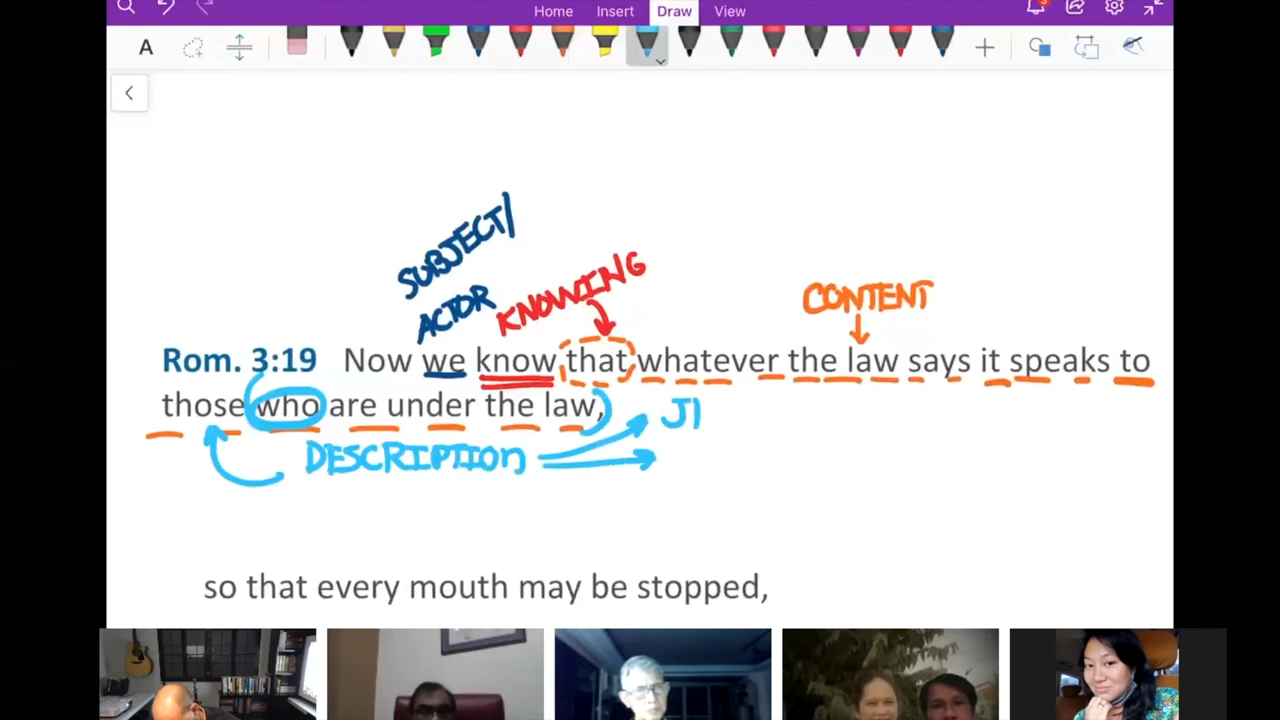 Home Insert Draw View
A
3
SUBJECT/
ACTOR
KNOWING
CONTENT
Rom. 3:19 Now we know that whatever the law says it speaks to
those who are under the law,
JI
DESCRIPTION
so that every mouth may be stopped,